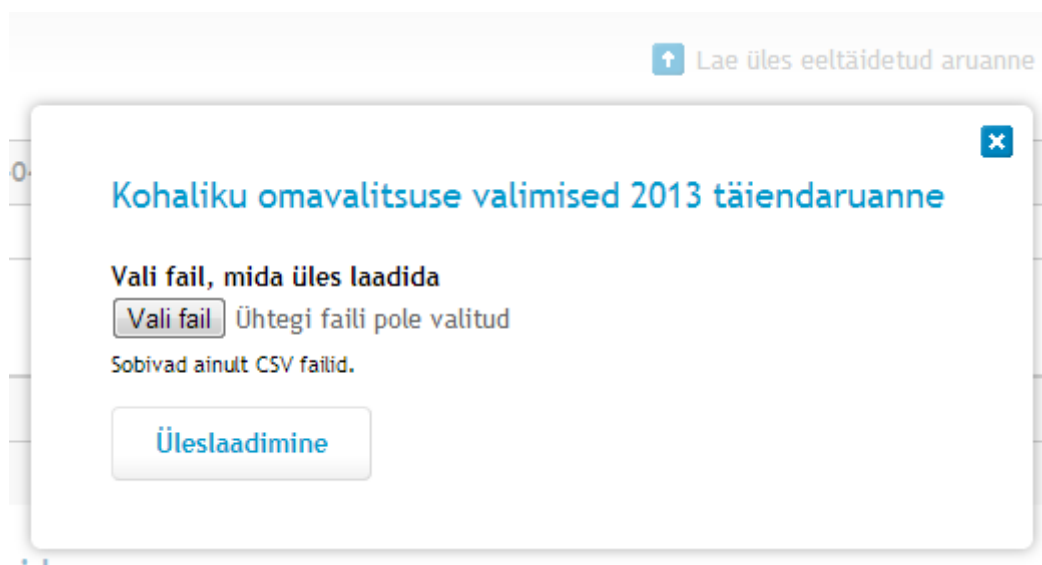 Lae üles eeltäidetud aruanne
Kohaliku omavalitsuse valimised 2013 täiendaruanne
Vali fail, mida üles laadida
Vali fail Ühtegi faili pole valitud
Sobivad ainult CSV failid.
Üleslaadimine